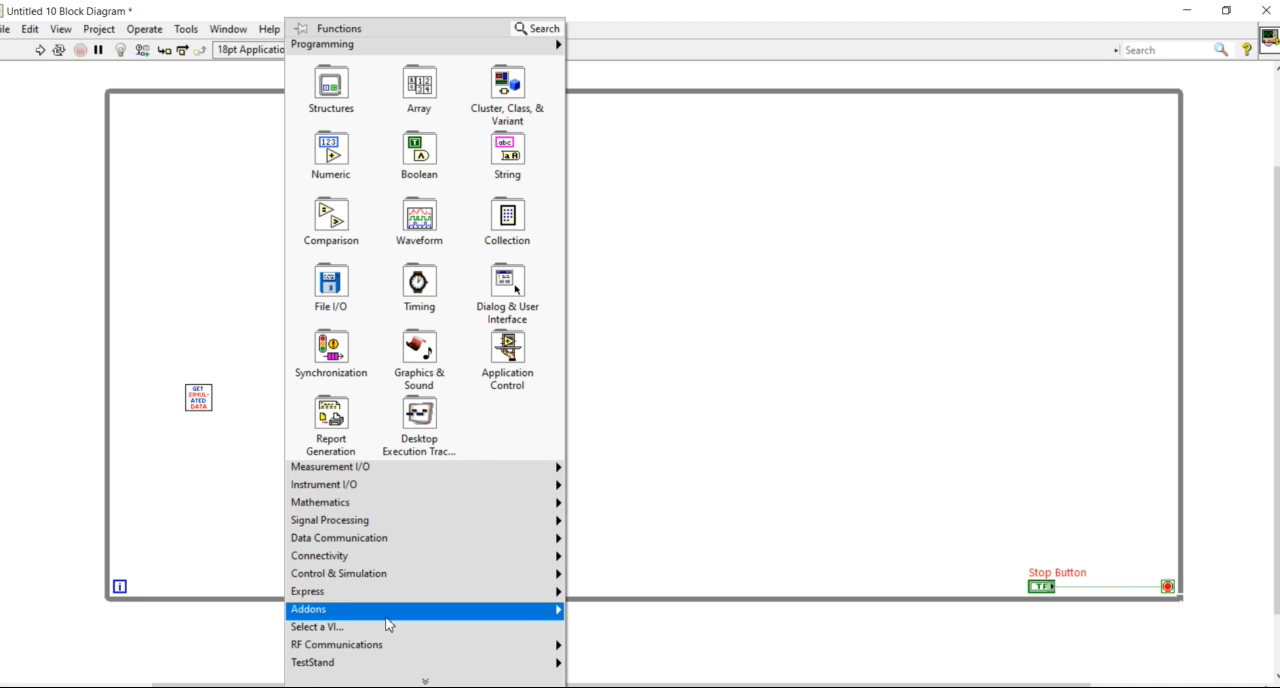 Untitled 10 Block Diagram *
ile Edit View Project Operate Tools Window Help
18pt Applicatio
Search
Functions
Search
Programming
Structures
Array
Cluster, Class, &
Variant
Numeric
Boolean
String
Comparison
Waveform
Collection
File I/O
Timing
Dialog & User
Interface
Synchronization
Graphics &
Sound
Application
Control
Report
Generation
Desktop
Execution Trac...
Measurement I/O
Instrument I/O
Mathematics
Signal Processing
Data Communication
Connectivity
Control & Simulation
Express
Addons
Select a VI...
RF Communications
TestStand
GET
SIMUL-
ATED
DATA
i
Stop Button
TF